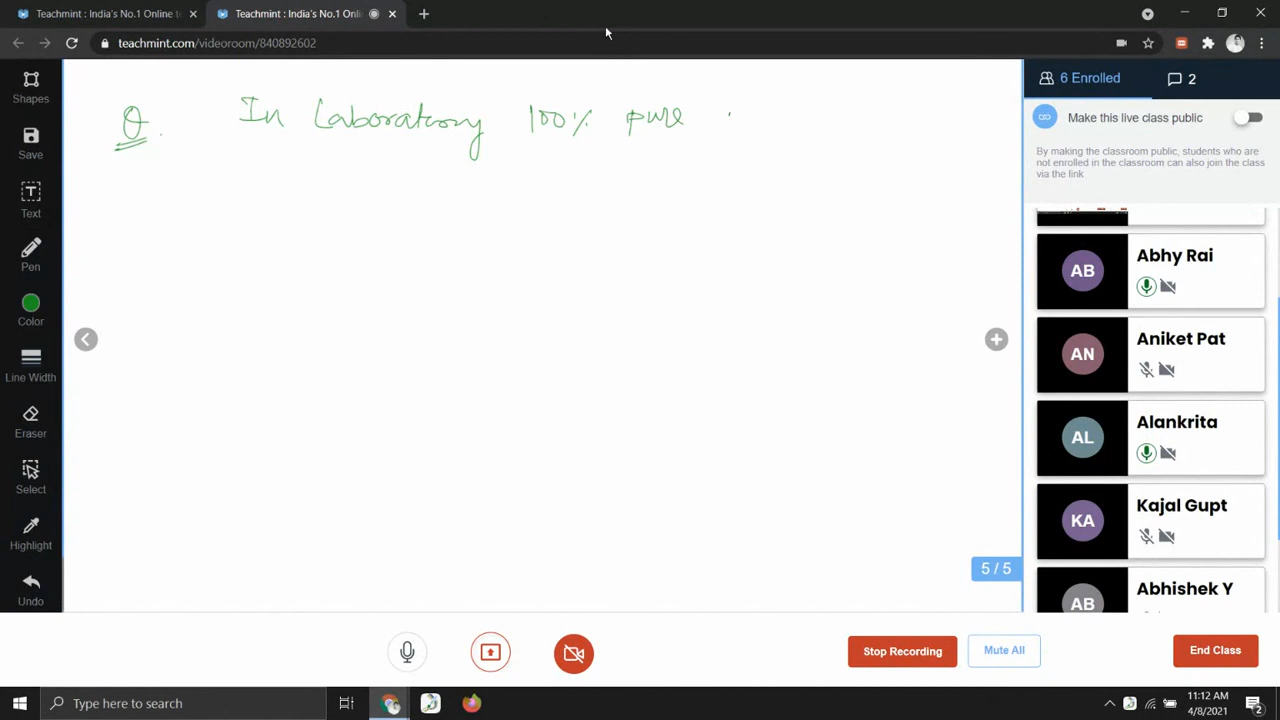 Teachmint : India's No.1 Online t
Teachmint : India's No.1 Onli
teachmint.com/videoroom/840892602
Shapes
Save
Text
Pen
Color
Line Width
Eraser
Select
Highlight
Undo
Q. In Laboratory 100% pure
5 / 5
6 Enrolled
2
Make this live class public
By making the classroom public, students who are
not enrolled in the classroom can also join the class
via the link
AB Abhy Rai
AN Aniket Pat
AL Alankrita
KA Kajal Gupt
AB Abhishek Y
Stop Recording
Mute All
End Class
Type here to search
11:12 AM
4/8/2021
2